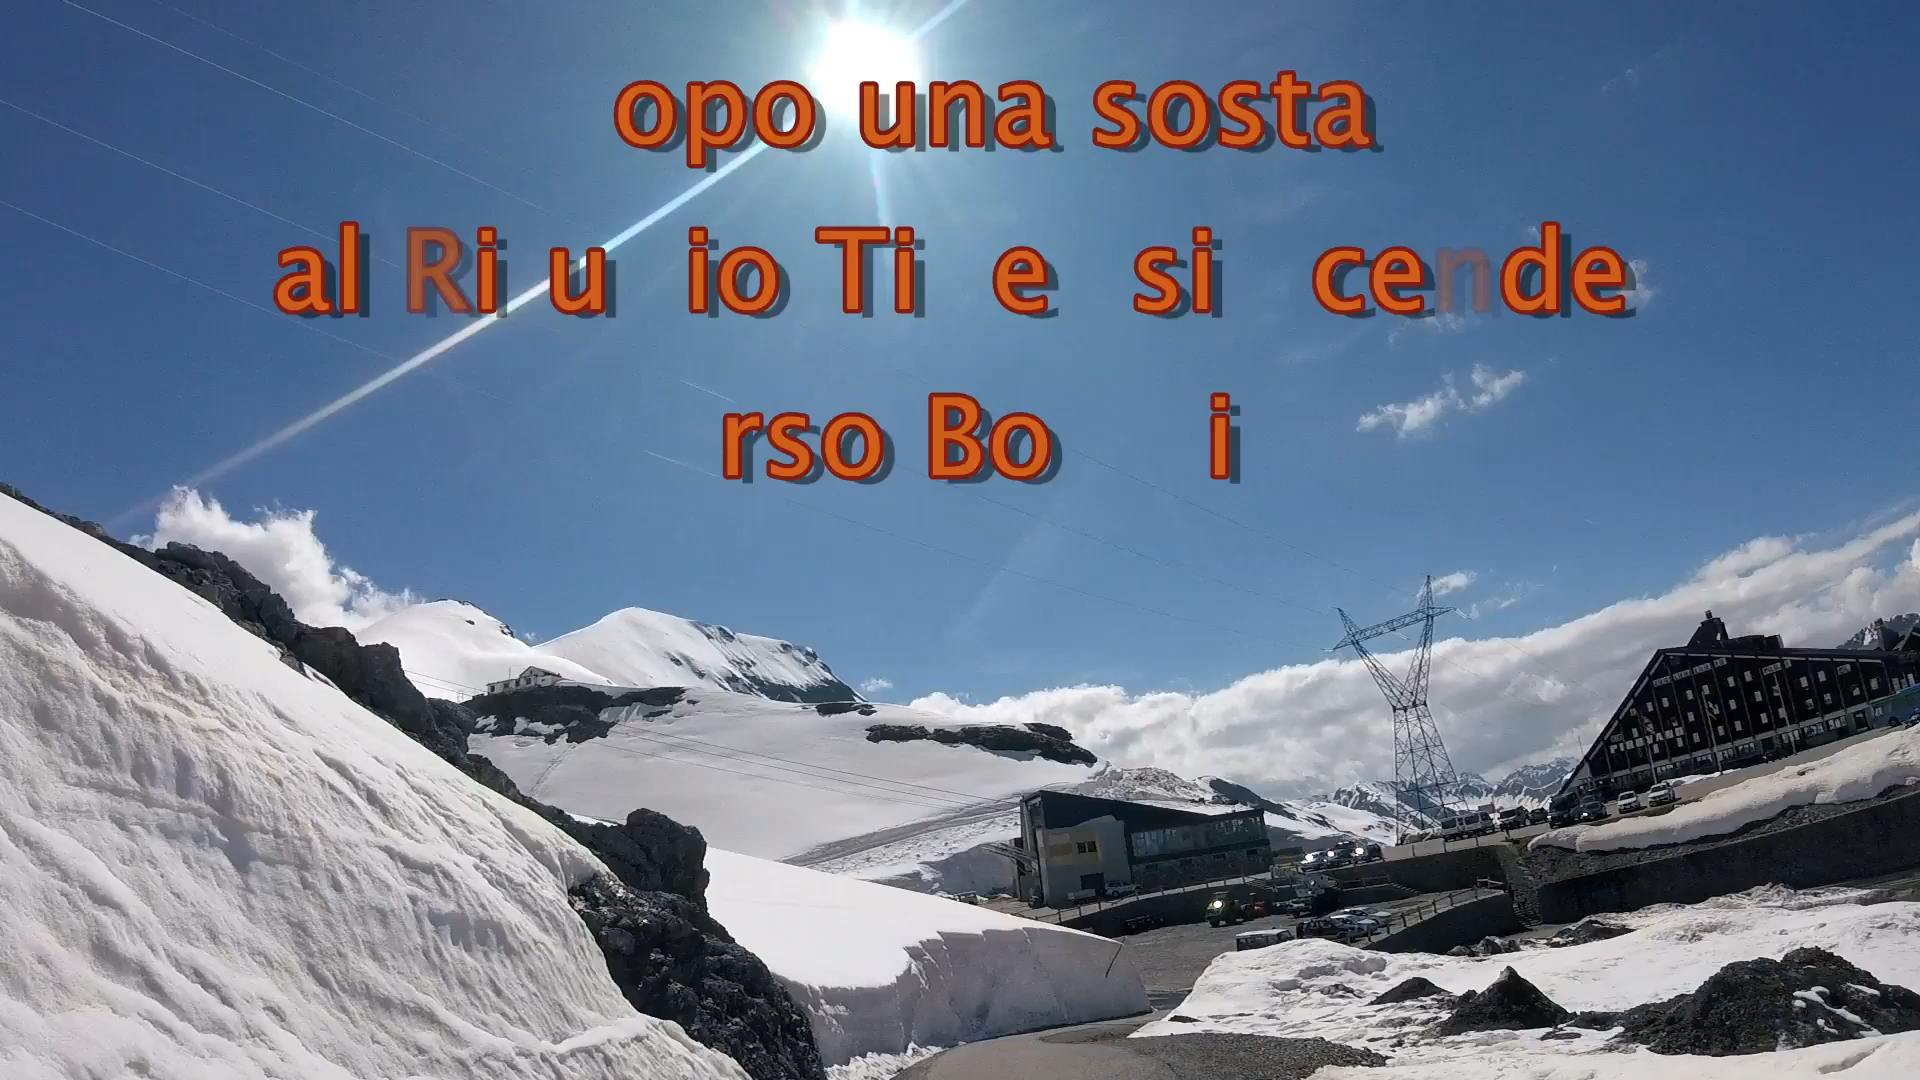 opo una sosta
al Ri u io Ti e si cende
rso Bo i